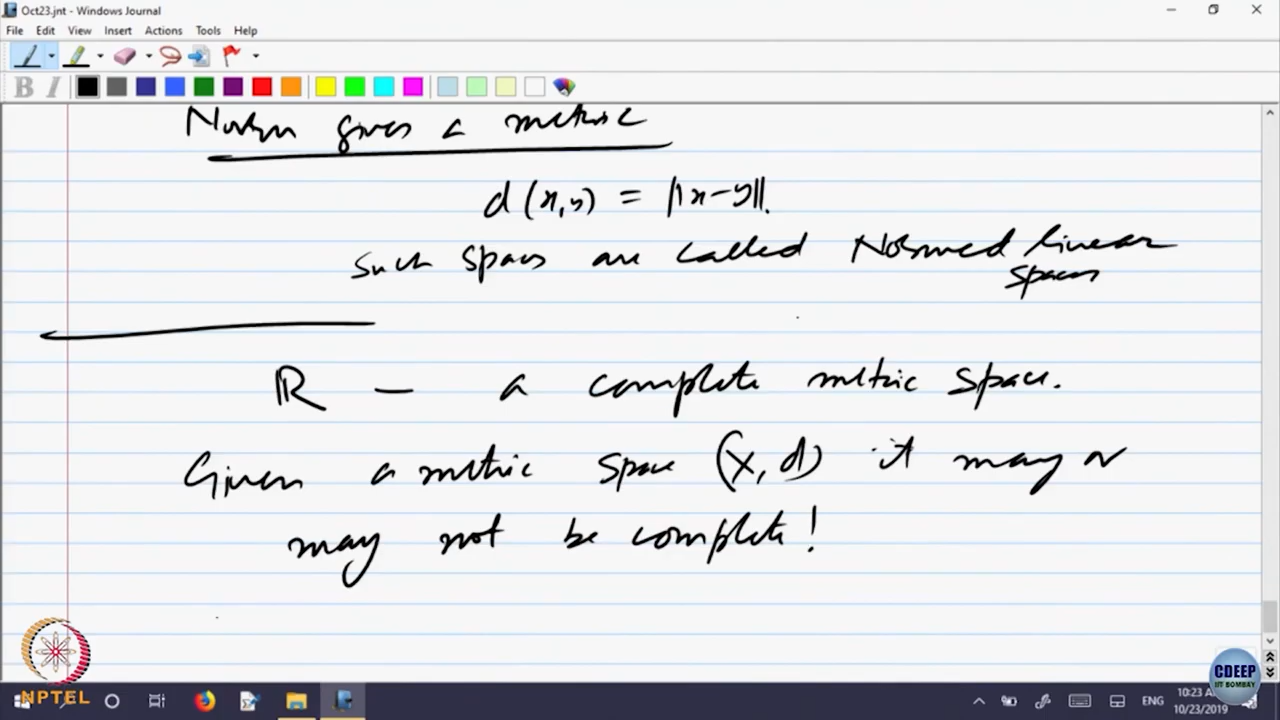 Oct23.jnt - Windows Journal
File Edit View Insert Actions Tools Help
B I
Norm gives a metric
d(x,y) = ||x-y||.
Such spaces are called Normed linear
spaces
ℝ — a complete metric space.
Given a metric space (X, d) it may or
may not be complete!
NPTEL
CDEEP
IIT BOMBAY
ENG
10:23 A
10/23/2019